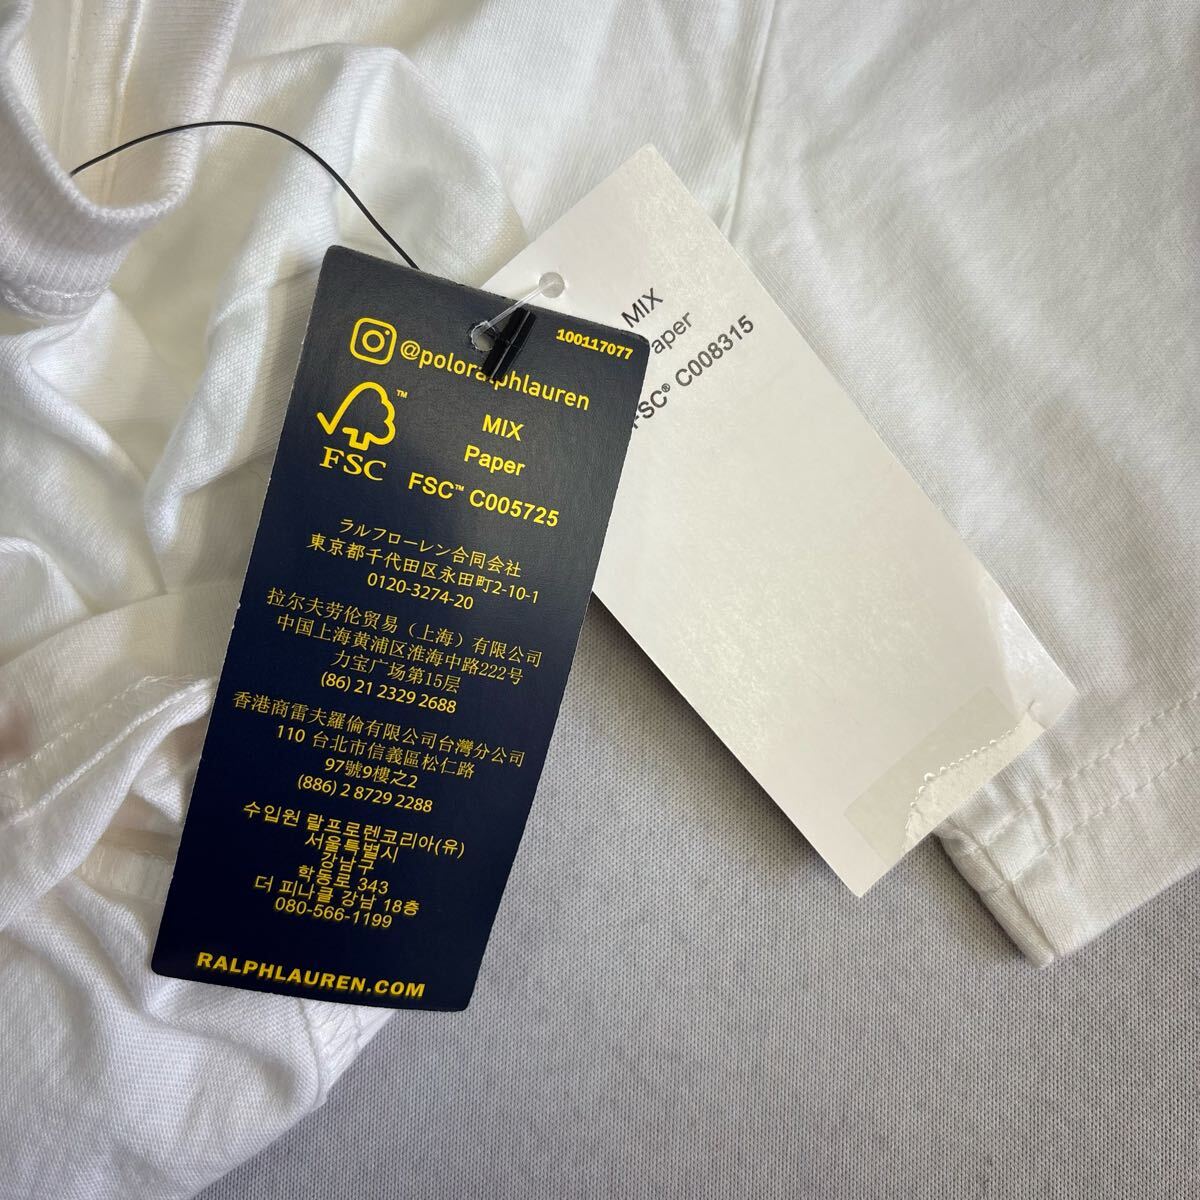 100117077
@poloralphlauren
™
FSC
MIX
Paper
FSC™ C005725
ラルフローレン合同会社
東京都千代田区永田町2-10-1
0120-3274-20
拉尔夫劳伦贸易（上海）有限公司
中国上海黄浦区淮海中路222号
力宝广场第15层
(86) 21 2329 2688
香港商雷夫羅倫有限公司台灣分公司
110 台北市信義區松仁路
97號9樓之2
(886) 2 8729 2288
수입원 랄프로렌코리아(유)
서울특별시
강남구
학동로 343
더 피나클 강남 18층
080-566-1199
RALPHLAUREN.COM
MIX
aper
FSC® C008315